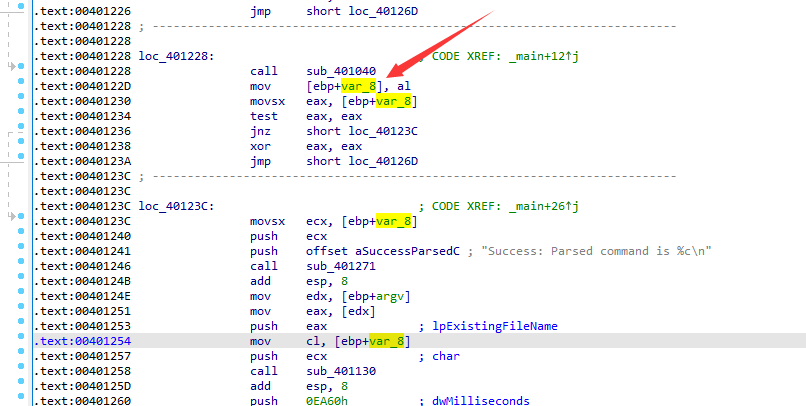 .text:00401226 jmp short loc_40126D
.text:00401228 ; ---------------------------------------------------------------------------
.text:00401228
.text:00401228 loc_401228: ; CODE XREF: _main+12↑j
.text:00401228 call sub_401040
.text:0040122D mov [ebp+var_8], al
.text:00401230 movsx eax, [ebp+var_8]
.text:00401234 test eax, eax
.text:00401236 jnz short loc_40123C
.text:00401238 xor eax, eax
.text:0040123A jmp short loc_40126D
.text:0040123C ; ---------------------------------------------------------------------------
.text:0040123C
.text:0040123C loc_40123C: ; CODE XREF: _main+26↑j
.text:0040123C movsx ecx, [ebp+var_8]
.text:00401240 push ecx
.text:00401241 push offset aSuccessParsedC ; "Success: Parsed command is %c\n"
.text:00401246 call sub_401271
.text:0040124B add esp, 8
.text:0040124E mov edx, [ebp+argv]
.text:00401251 mov eax, [edx]
.text:00401253 push eax ; lpExistingFileName
.text:00401254 mov cl, [ebp+var_8]
.text:00401257 push ecx ; char
.text:00401258 call sub_401130
.text:0040125D add esp, 8
.text:00401260 push 0EA60h ; dwMilliseconds